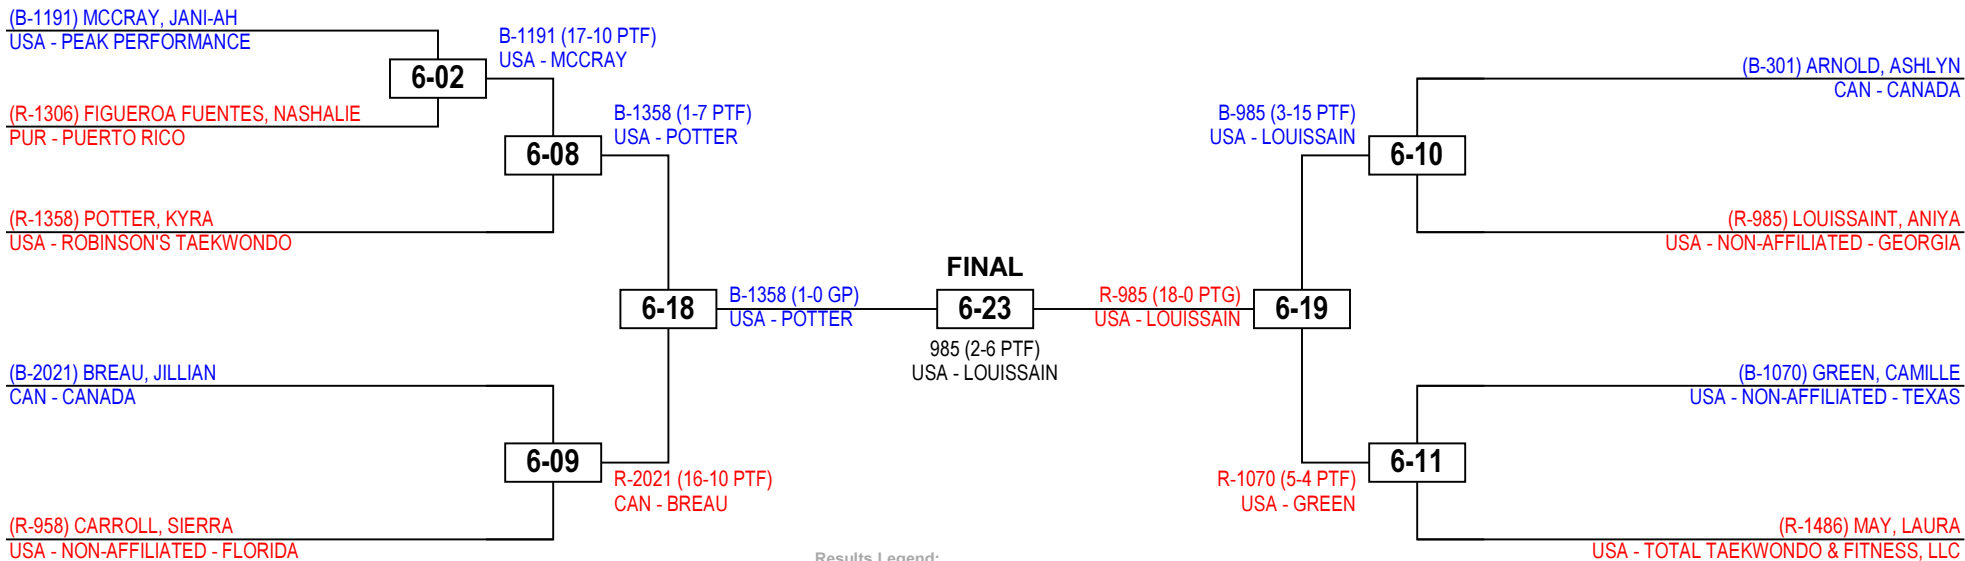 (B-1191) MCCRAY, JANI-AH
USA - PEAK PERFORMANCE
B-1191 (17-10 PTF)
USA - MCCRAY
6-02
(R-1306) FIGUEROA FUENTES, NASHALIE
PUR - PUERTO RICO
B-1358 (1-7 PTF)
USA - POTTER
6-08
(R-1358) POTTER, KYRA
USA - ROBINSON'S TAEKWONDO
6-18
B-1358 (1-0 GP)
USA - POTTER
(B-2021) BREAU, JILLIAN
CAN - CANADA
6-09
R-2021 (16-10 PTF)
CAN - BREAU
(R-958) CARROLL, SIERRA
USA - NON-AFFILIATED - FLORIDA
FINAL
6-23
985 (2-6 PTF)
USA - LOUISSAIN
R-985 (18-0 PTG)
USA - LOUISSAIN
6-19
(B-301) ARNOLD, ASHLYN
CAN - CANADA
B-985 (3-15 PTF)
USA - LOUISSAIN
6-10
(R-985) LOUISSAINT, ANIYA
USA - NON-AFFILIATED - GEORGIA
(B-1070) GREEN, CAMILLE
USA - NON-AFFILIATED - TEXAS
6-11
R-1070 (5-4 PTF)
USA - GREEN
(R-1486) MAY, LAURA
USA - TOTAL TAEKWONDO & FITNESS, LLC
Results Legend: